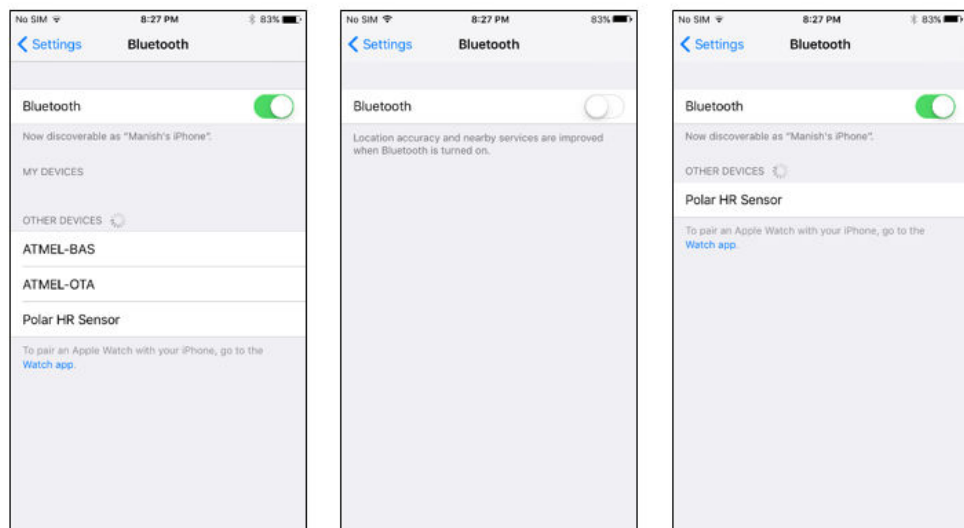 No SIM 8:27 PM 83%
Settings Bluetooth
Bluetooth
Now discoverable as "Manish's iPhone".
MY DEVICES
OTHER DEVICES
ATMEL-BAS
ATMEL-OTA
Polar HR Sensor
To pair an Apple Watch with your iPhone, go to the
Watch app.
No SIM 8:27 PM 83%
Settings Bluetooth
Bluetooth
Location accuracy and nearby services are improved
when Bluetooth is turned on.
No SIM 8:27 PM 83%
Settings Bluetooth
Bluetooth
Now discoverable as "Manish's iPhone".
OTHER DEVICES
Polar HR Sensor
To pair an Apple Watch with your iPhone, go to the
Watch app.